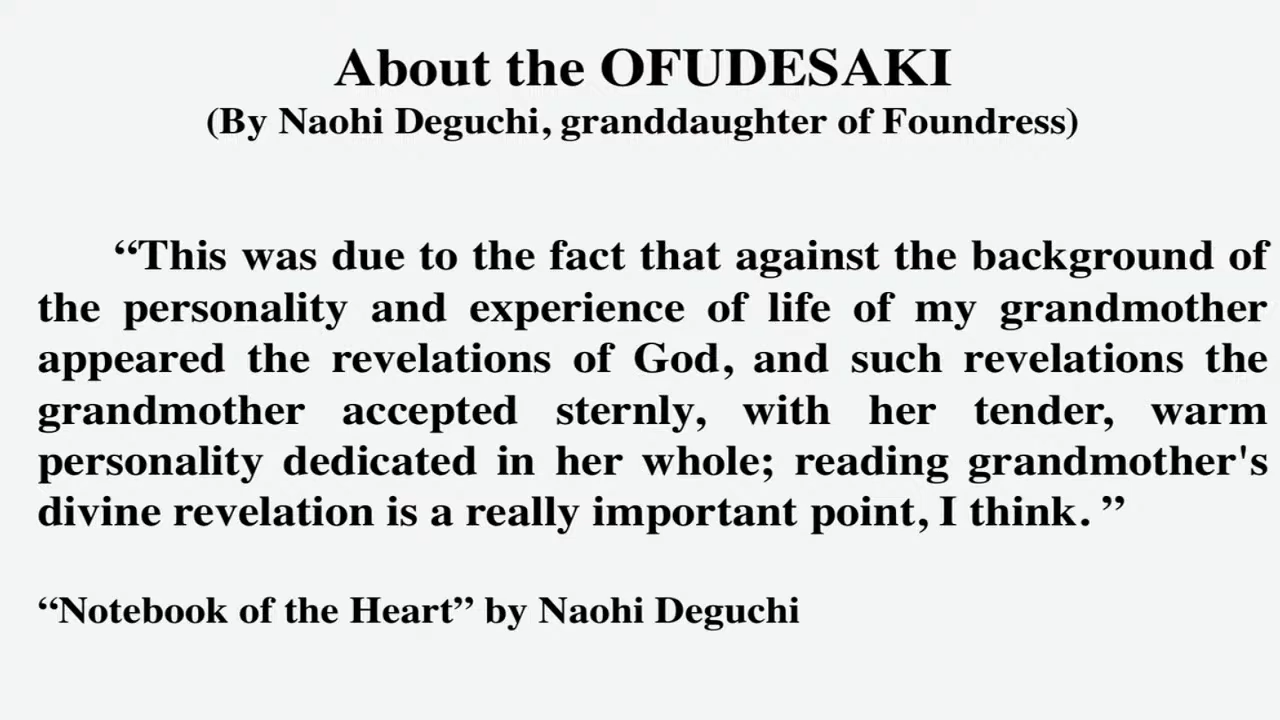 About the OFUDESAKI
(By Naohi Deguchi, granddaughter of Foundress)
“This was due to the fact that against the background of
the personality and experience of life of my grandmother
appeared the revelations of God, and such revelations the
grandmother accepted sternly, with her tender, warm
personality dedicated in her whole; reading grandmother's
divine revelation is a really important point, I think. ”
“Notebook of the Heart” by Naohi Deguchi